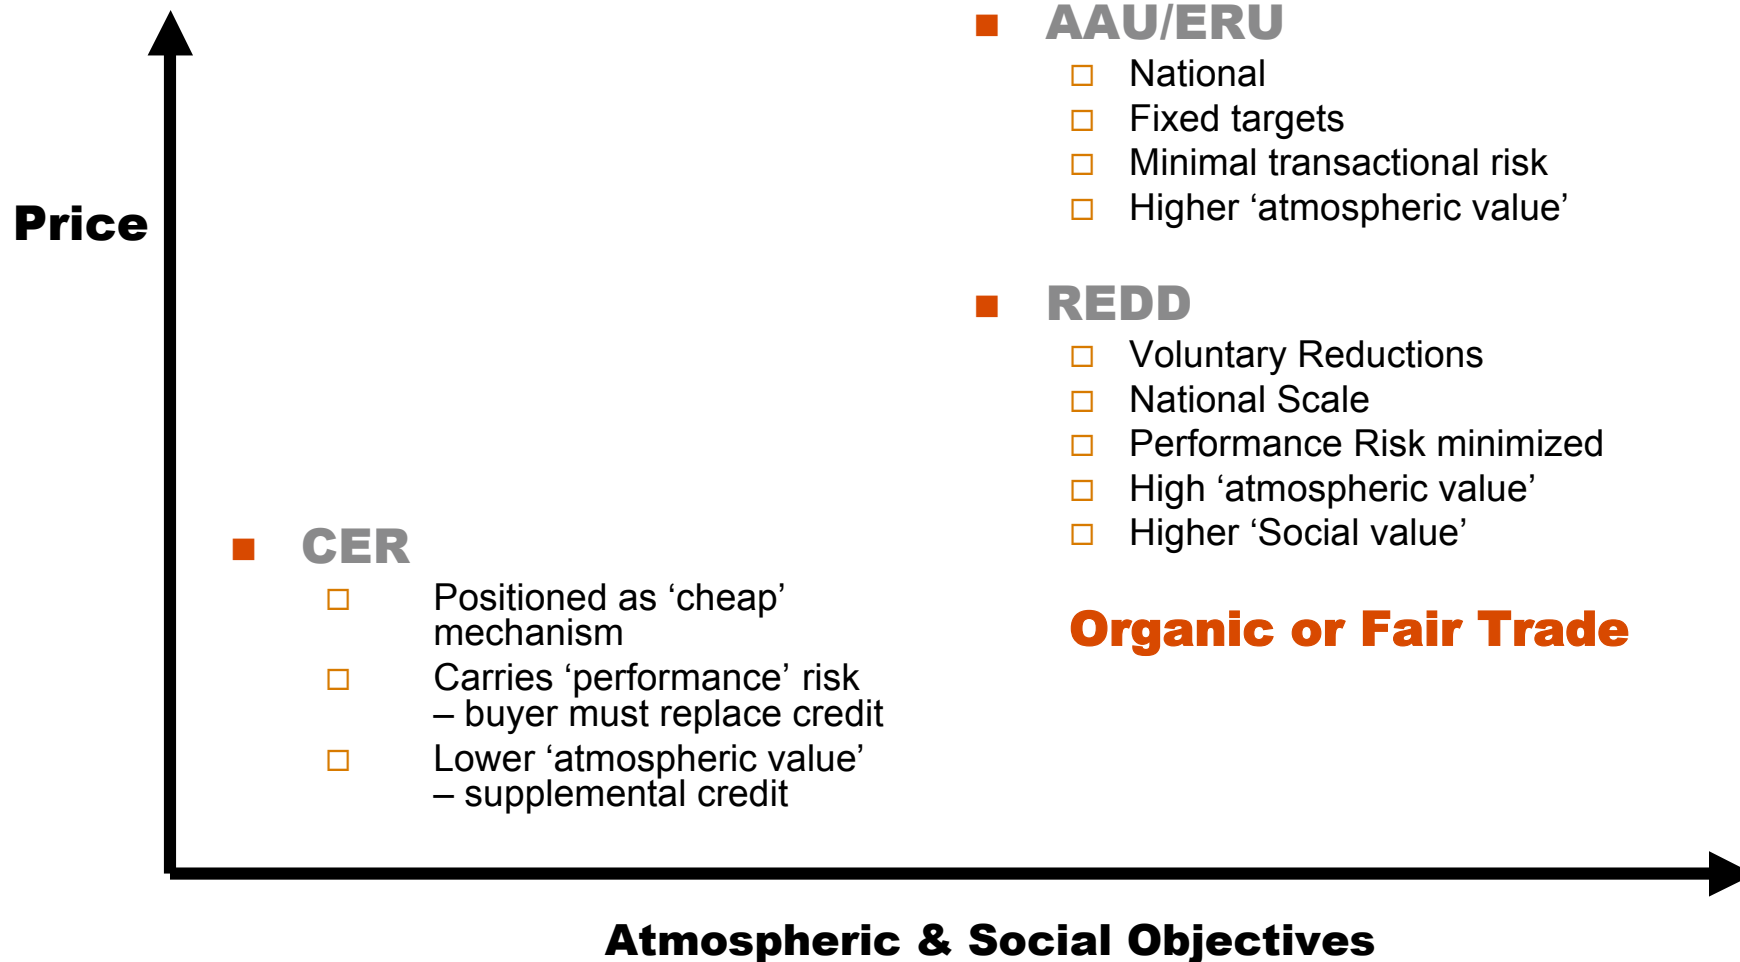 AAU/ERU
National
Fixed targets
Minimal transactional risk
Higher ‘atmospheric value’
Price
REDD
Voluntary Reductions
National Scale
Performance Risk minimized
High ‘atmospheric value’
Higher ‘Social value’
CER
Positioned as ‘cheap’
mechanism
Carries ‘performance’ risk
– buyer must replace credit
Lower ‘atmospheric value’
– supplemental credit
Organic or Fair Trade
Atmospheric & Social Objectives